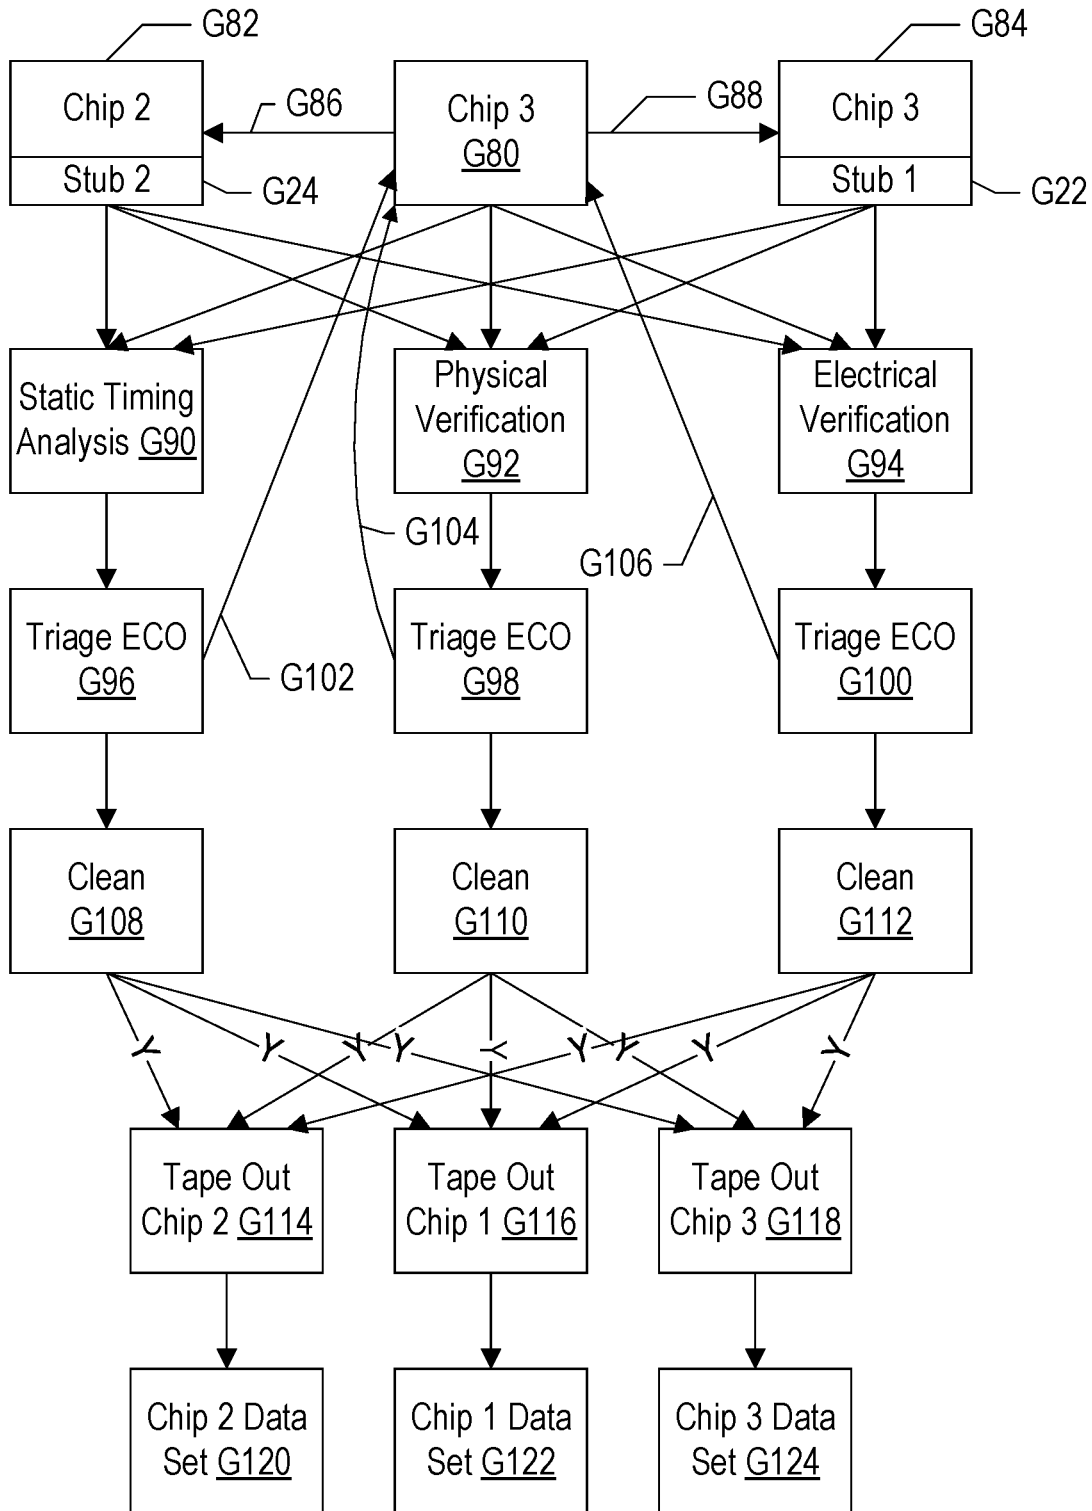 G82
G84
Chip 2
G86
Chip 3
G80
G88
Chip 3
Stub 2
G24
Stub 1
G22
Static Timing
Analysis G90
Physical
Verification
G92
Electrical
Verification
G94
G104
G106
Triage ECO
G96
G102
Triage ECO
G98
Triage ECO
G100
Clean
G108
Clean
G110
Clean
G112
Y
Y
Y
Y
Y
Y
Y
Y
Y
Tape Out
Chip 2 G114
Tape Out
Chip 1 G116
Tape Out
Chip 3 G118
Chip 2 Data
Set G120
Chip 1 Data
Set G122
Chip 3 Data
Set G124